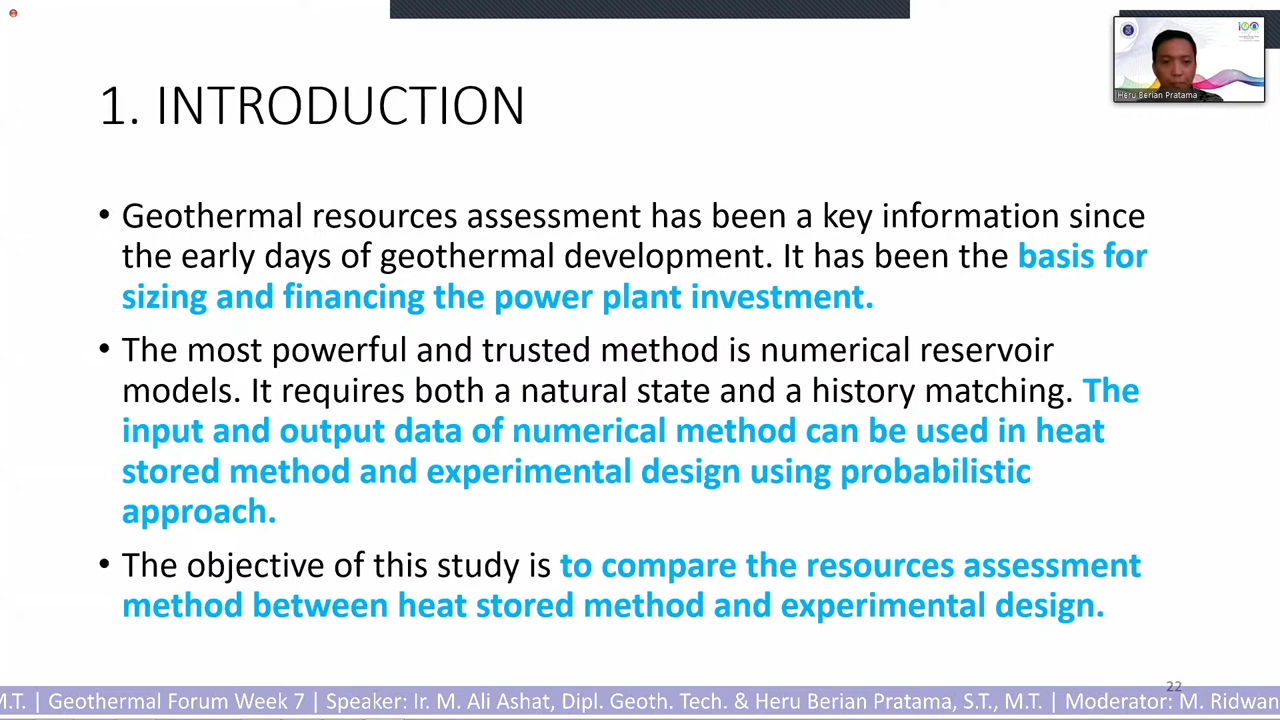 1. INTRODUCTION
Heru Berian Pratama
• Geothermal resources assessment has been a key information since
the early days of geothermal development. It has been the basis for
sizing and financing the power plant investment.
• The most powerful and trusted method is numerical reservoir
models. It requires both a natural state and a history matching. The
input and output data of numerical method can be used in heat
stored method and experimental design using probabilistic
approach.
• The objective of this study is to compare the resources assessment
method between heat stored method and experimental design.
22
M.T. | Geothermal Forum Week 7 | Speaker: Ir. M. Ali Ashat, Dipl. Geoth. Tech. & Heru Berian Pratama, S.T., M.T. | Moderator: M. Ridwan